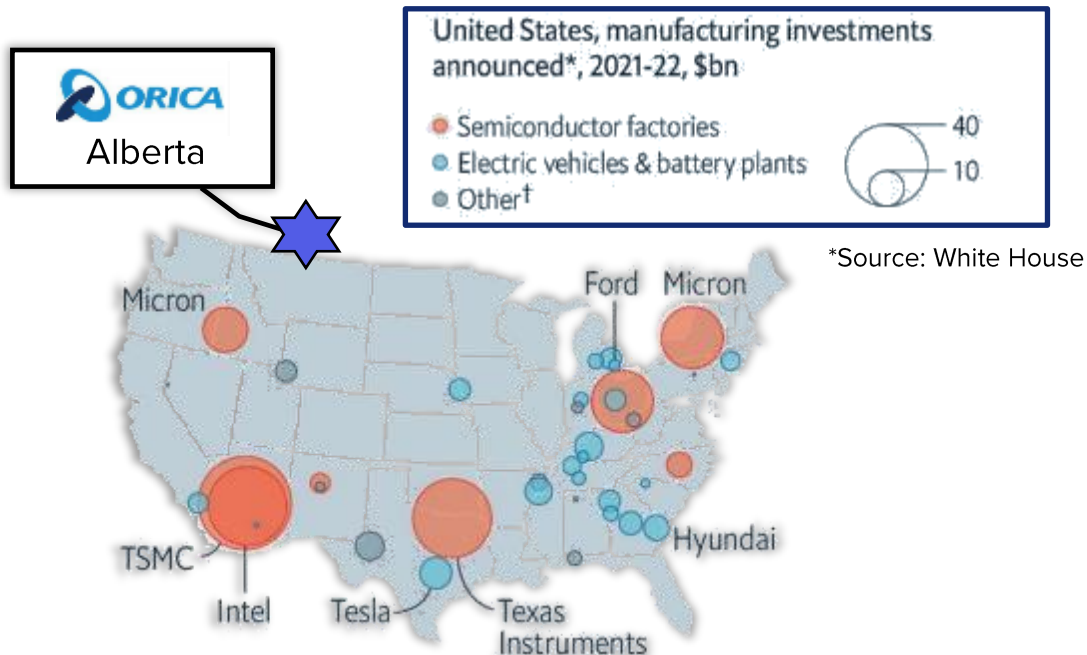 United States, manufacturing investments
announced*, 2021-22, $bn
Semiconductor factories
Electric vehicles & battery plants
Other†
40
10
ORICA
Alberta
*Source: White House
Micron
Ford
Micron
TSMC
Intel
Tesla
Texas
Instruments
Hyundai